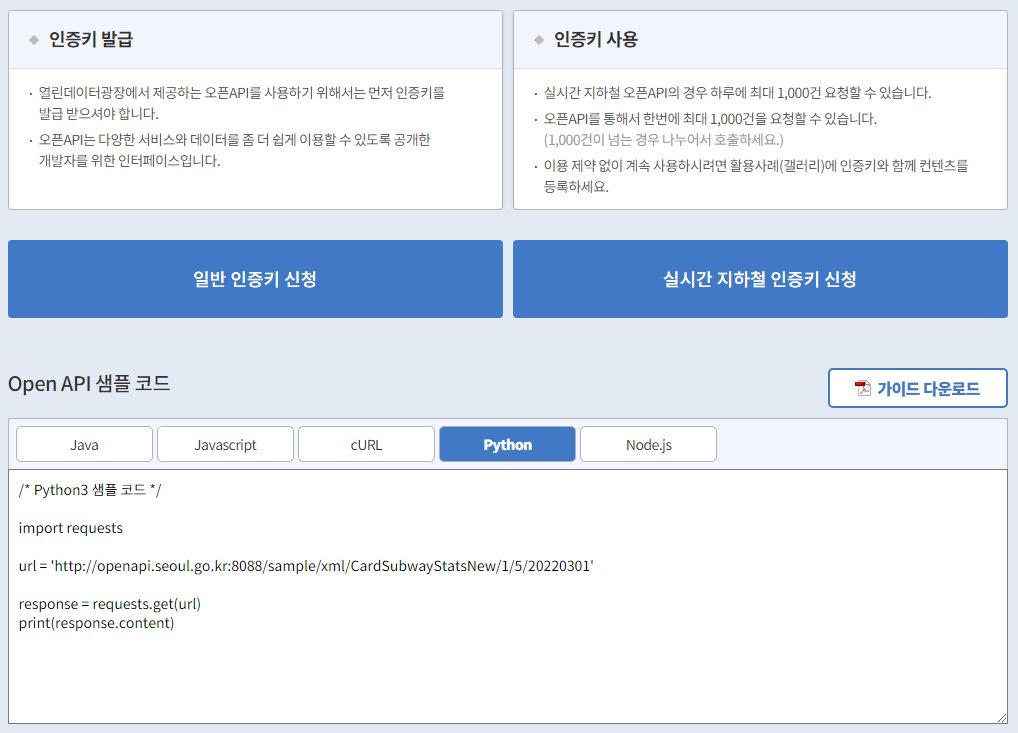 인증키 발급
· 열린데이터광장에서 제공하는 오픈API를 사용하기 위해서는 먼저 인증키를
발급 받으셔야 합니다.
· 오픈API는 다양한 서비스와 데이터를 좀 더 쉽게 이용할 수 있도록 공개한
개발자를 위한 인터페이스입니다.
인증키 사용
· 실시간 지하철 오픈API의 경우 하루에 최대 1,000건 요청할 수 있습니다.
· 오픈API를 통해서 한번에 최대 1,000건을 요청할 수 있습니다.
(1,000건이 넘는 경우 나누어서 호출하세요.)
· 이용 제약 없이 계속 사용하시려면 활용사례(갤러리)에 인증키와 함께 컨텐츠를
등록하세요.
일반 인증키 신청
실시간 지하철 인증키 신청
Open API 샘플 코드
가이드 다운로드
Java
Javascript
cURL
Python
Node.js
/* Python3 샘플 코드 */
import requests
url = 'http://openapi.seoul.go.kr:8088/sample/xml/CardSubwayStatsNew/1/5/20220301'
response = requests.get(url)
print(response.content)